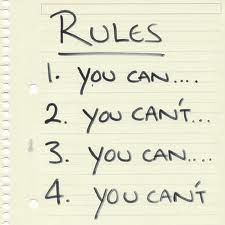 RULES
1. YOU CAN....
2. YOU CAN'T...
3. YOU CAN....
4. YOU CAN'T